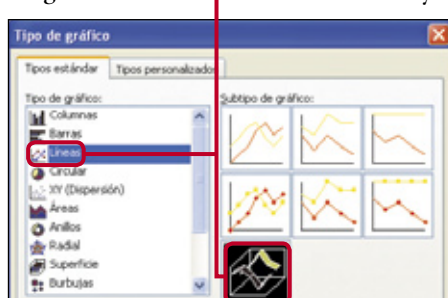 Tipo de gráfico
Tipos estándar Tipos personalizados
Tipo de gráfico:
Columnas
Barras
Líneas
Circular
XY (Dispersión)
Áreas
Anillos
Radial
Superficie
Burbujas
Subtipo de gráfico: